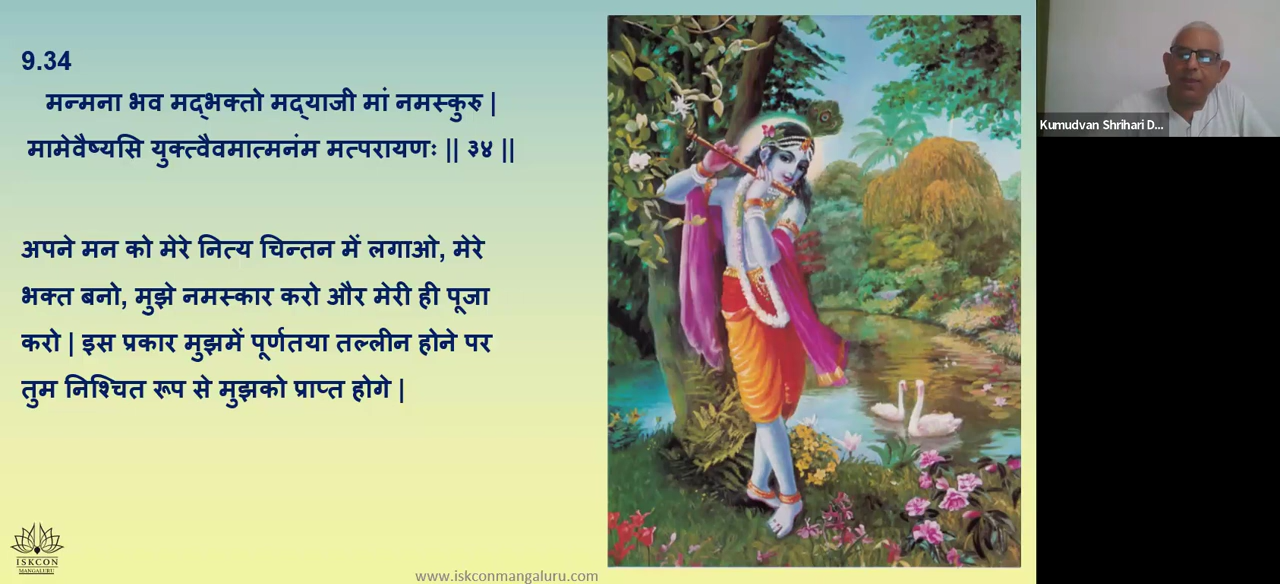 9.34
मन्मना भव मद्भक्तो मद्याजी मां नमस्कुरु |
मामेवैष्यसि युक्त्वैवमात्मनंम मत्परायणः || ३४ ||
अपने मन को मेरे नित्य चिन्तन में लगाओ, मेरे
भक्त बनो, मुझे नमस्कार करो और मेरी ही पूजा
करो | इस प्रकार मुझमें पूर्णतया तल्लीन होने पर
तुम निश्चित रूप से मुझको प्राप्त होगे |
ISKCON
MANGALURU
www.iskconmangaluru.com
Kumudvan Shrihari D...